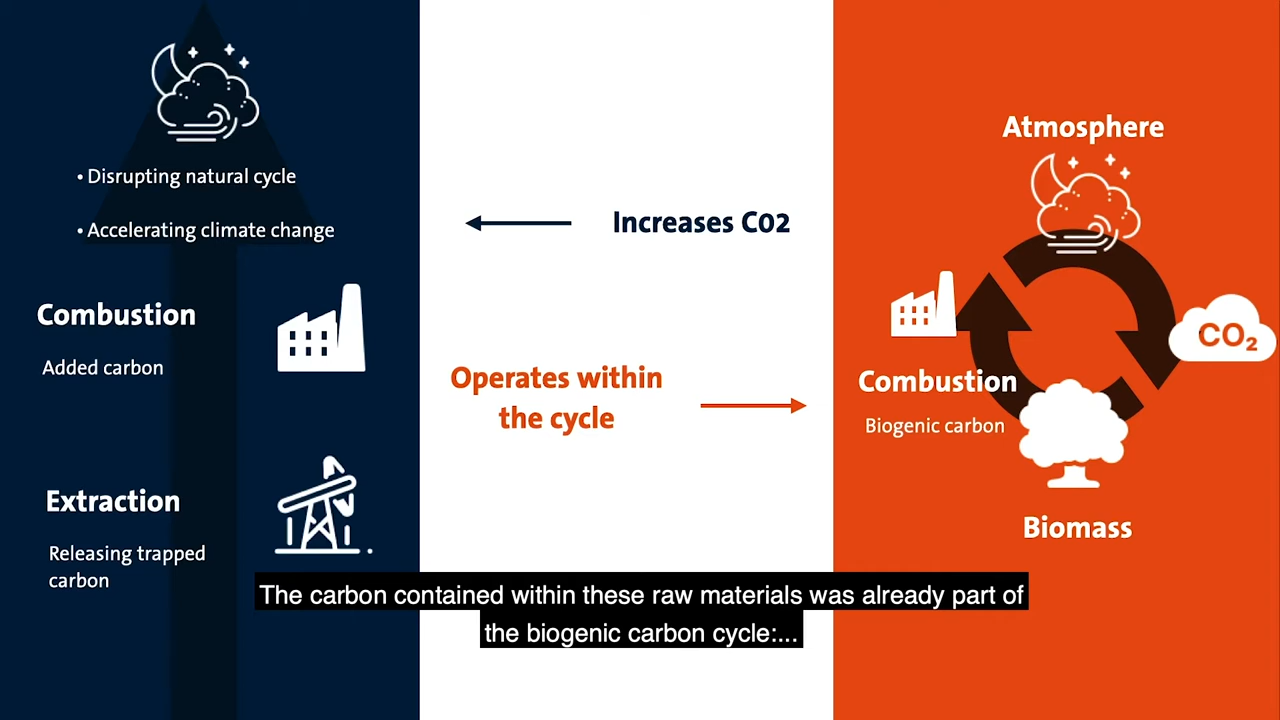 • Disrupting natural cycle
• Accelerating climate change
Combustion
Added carbon
Extraction
Releasing trapped
carbon
Increases C02
Operates within
the cycle
Atmosphere
CO₂
Combustion
Biogenic carbon
Biomass
The carbon contained within these raw materials was already part of
the biogenic carbon cycle:...